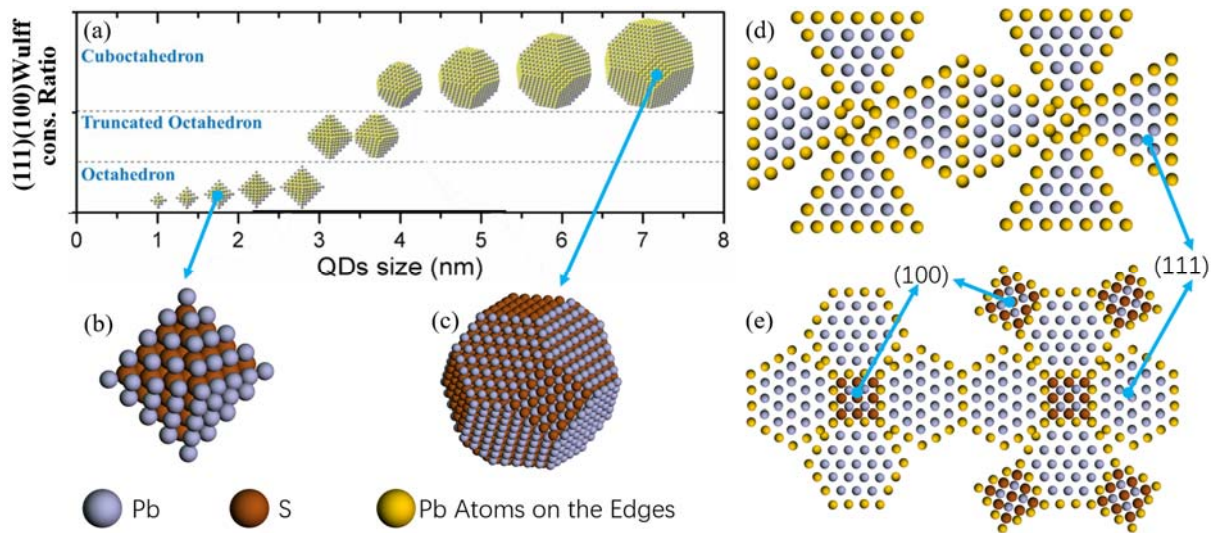 (a)
(111)(100)Wulff
cons. Ratio
Cuboctahedron
Truncated Octahedron
Octahedron
0 1 2 3 4 5 6 7 8
QDs size (nm)
(b)
(c)
(d)
(111)
(100)
(e)
Pb
S
Pb Atoms on the Edges